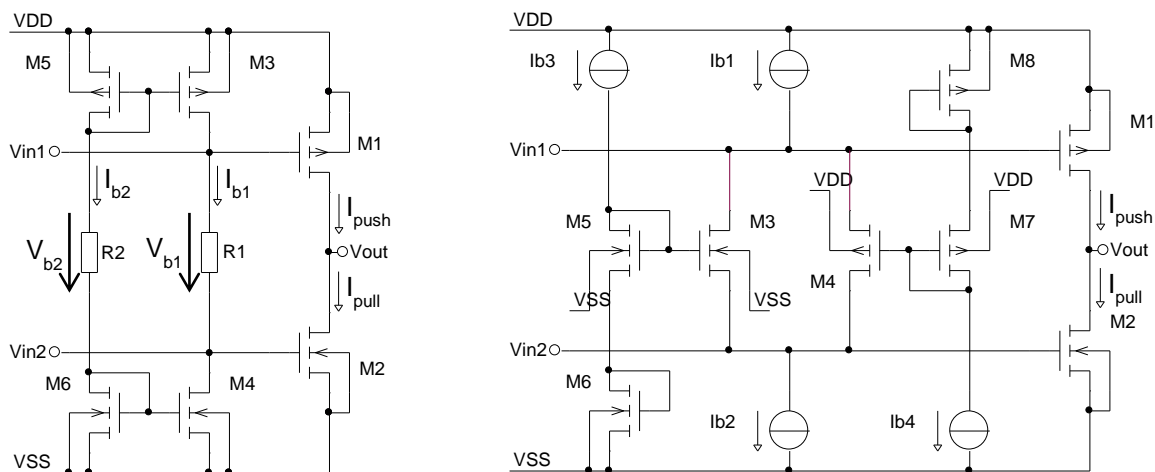 VDD
M5
M3
Vin1
M1
Ib2
Ib1
Ipush
Vb2
R2
Vb1
R1
Vout
Ipull
Vin2
M2
M6
M4
VSS
VDD
Ib3
Ib1
M8
M1
Vin1
VDD
VDD
M5
M3
M7
Ipush
Vout
M4
VSS
VSS
Ipull
M2
Vin2
M6
Ib2
Ib4
VSS